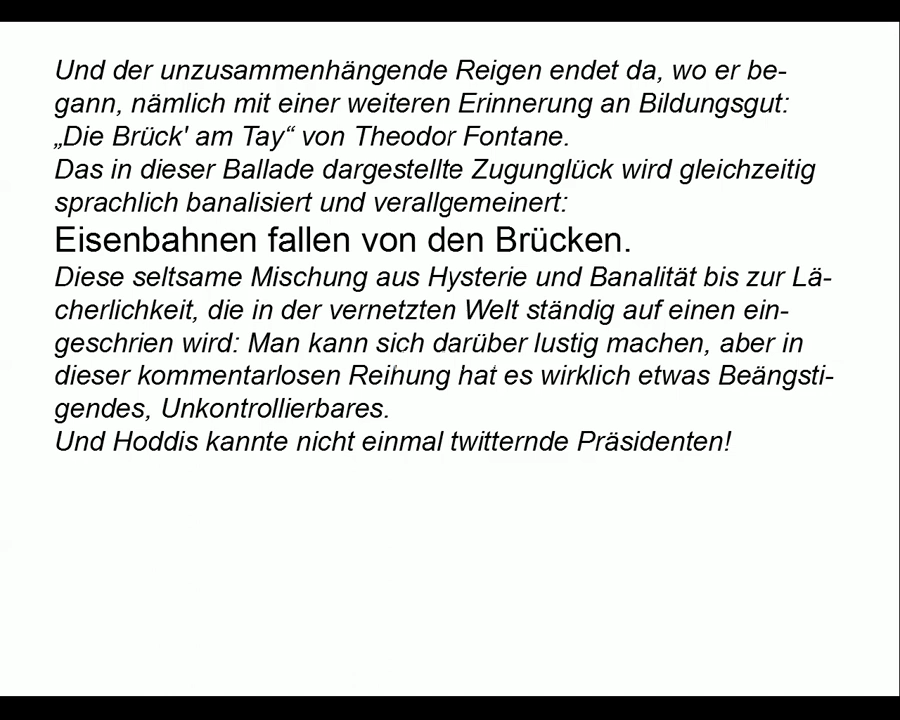 Und der unzusammenhängende Reigen endet da, wo er be-
gann, nämlich mit einer weiteren Erinnerung an Bildungsgut:
„Die Brück' am Tay“ von Theodor Fontane.
Das in dieser Ballade dargestellte Zugunglück wird gleichzeitig
sprachlich banalisiert und verallgemeinert:
Eisenbahnen fallen von den Brücken.
Diese seltsame Mischung aus Hysterie und Banalität bis zur Lä-
cherlichkeit, die in der vernetzten Welt ständig auf einen ein-
geschrien wird: Man kann sich darüber lustig machen, aber in
dieser kommentarlosen Reihung hat es wirklich etwas Beängsti-
gendes, Unkontrollierbares.
Und Hoddis kannte nicht einmal twitternde Präsidenten!